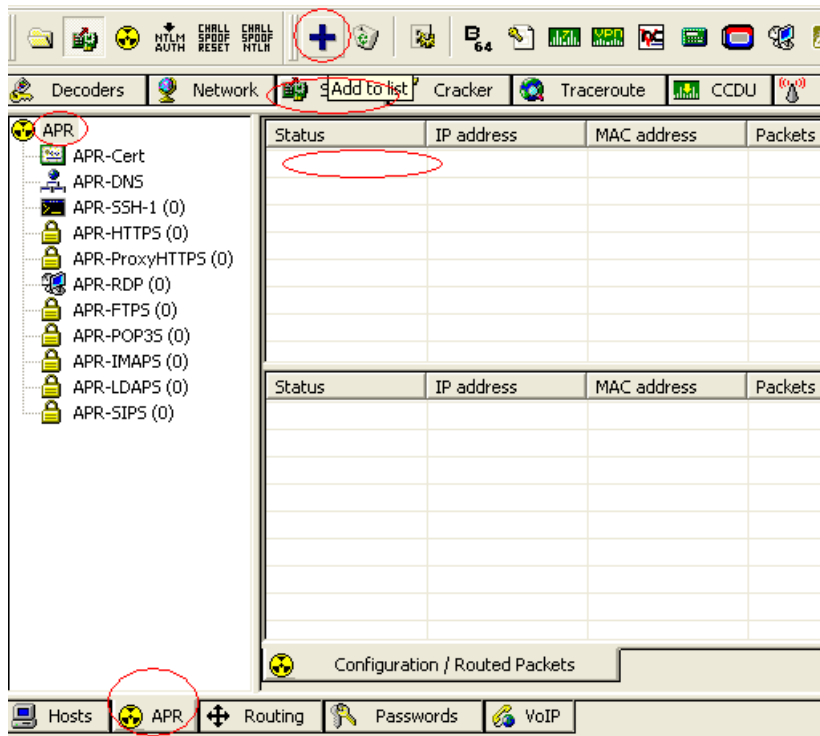 NTLM AUTH
CHALL SPOOF RESET
CHALL SPOOF NTLM
B 64
VPN
Decoders
Network
S
Add to list
Cracker
Traceroute
CCDU
APR
APR-Cert
APR-DNS
APR-SSH-1 (0)
APR-HTTPS (0)
APR-ProxyHTTPS (0)
APR-RDP (0)
APR-FTPS (0)
APR-POP3S (0)
APR-IMAPS (0)
APR-LDAPS (0)
APR-SIPS (0)
Status IP address MAC address Packets
Status IP address MAC address Packets
Configuration / Routed Packets
Hosts
APR
Routing
Passwords
VoIP